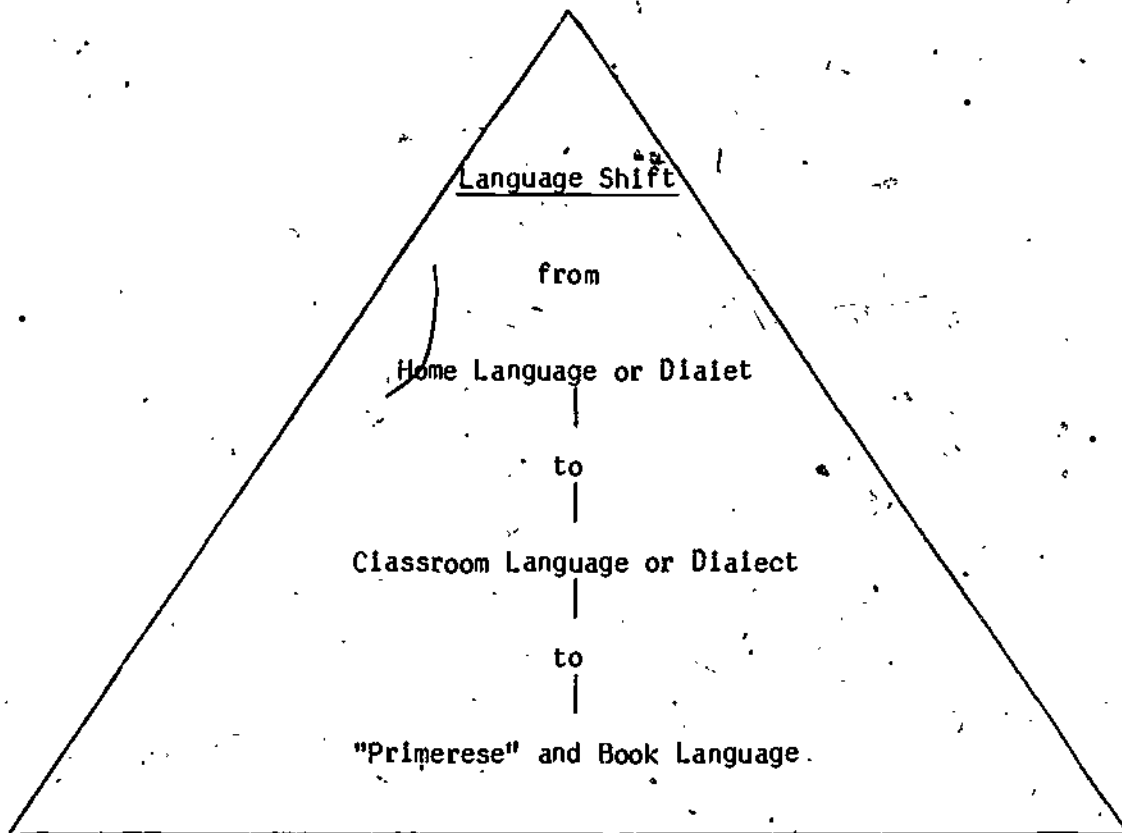 Language Shift
from
Home Language or Dialet
to
Classroom Language or Dialect
to
"Primerese" and Book Language